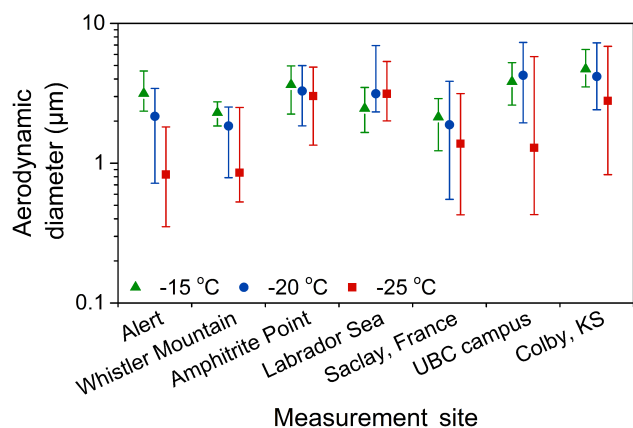 10
1
0.1
Aerodynamic
diameter (µm)
-15 °C -20 °C -25 °C
Alert
Whistler Mountain
Amphitrite Point
Labrador Sea
Saclay, France
UBC campus
Colby, KS
Measurement site